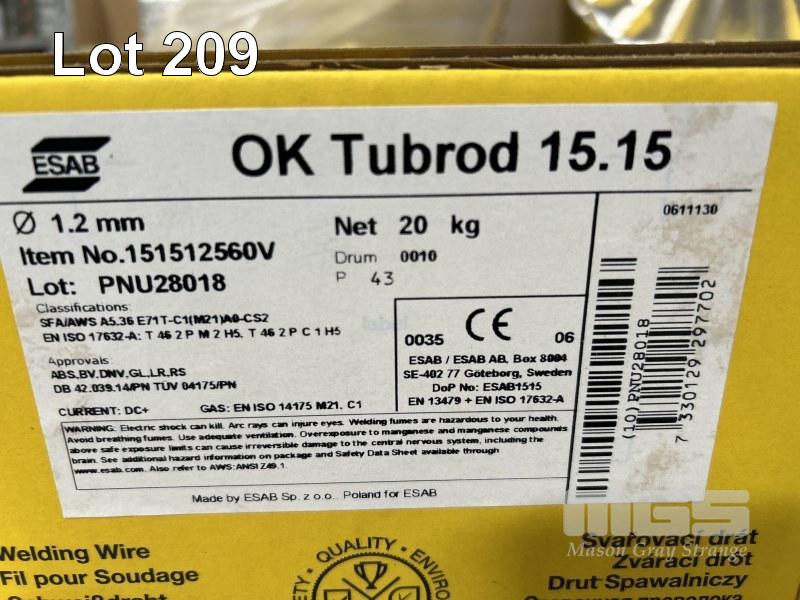 Lot 209
ESAB
OK Tubrod 15.15
Ø 1.2 mm
Item No.151512560V
Lot: PNU28018
Net 20 kg
Drum 0010
P 43
0611130
Classifications
SFA/AWS A5.36 E71T-C1(M21)A0-CS2
EN ISO 17632-A: T 46 2 P M 2 H5, T 46 2 P C 1 H5
Approvals
ABS,BV,DNV,GL,LR,RS
DB 42.039.14/PN TÜV 04175/PN
CURRENT: DC+ GAS: EN ISO 14175 M21, C1
0035 CE 06
ESAB / ESAB AB, Box 8004
SE-402 77 Göteborg, Sweden
DoP No: ESAB1515
EN 13479 + EN ISO 17632-A
WARNING: Electric shock can kill. Arc rays can injure eyes. Welding fumes are hazardous to your health.
Avoid breathing fumes. Use adequate ventilation. Overexposure to manganese and manganese compounds
above safe exposure limits can cause irreversible damage to the central nervous system, including the
brain. See additional hazard information on package and Safety Data Sheet available through
www.esab.com. Also refer to AWS:ANSI Z49.1.
Made by ESAB Sp. z o.o., Poland for ESAB
(10)PNU28018
7 330129 297702
MGS
Mason Gray Strange
Welding Wire
Fil pour Soudage
QUALITY • ENVIRO
Svařovací drát
Zvárací drôt
Drut Spawalniczy